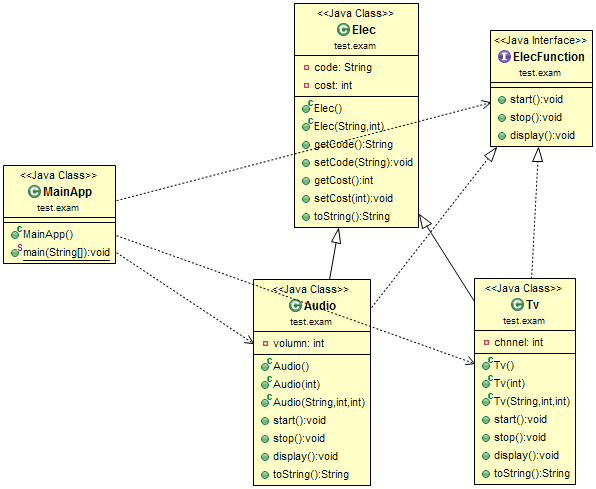 <<Java Class>>
Elec
test.exam
code: String
cost: int
Elec()
Elec(String,int)
getCode():String
setCode(String):void
getCost():int
setCost(int):void
toString():String
<<Java Interface>>
ElecFunction
test.exam
start():void
stop():void
display():void
<<Java Class>>
MainApp
test.exam
MainApp()
main(String[]):void
<<Java Class>>
Audio
test.exam
volumn: int
Audio()
Audio(int)
Audio(String,int,int)
start():void
stop():void
display():void
toString():String
<<Java Class>>
Tv
test.exam
chnnel: int
Tv()
Tv(int)
Tv(String,int,int)
start():void
stop():void
display():void
toString():String